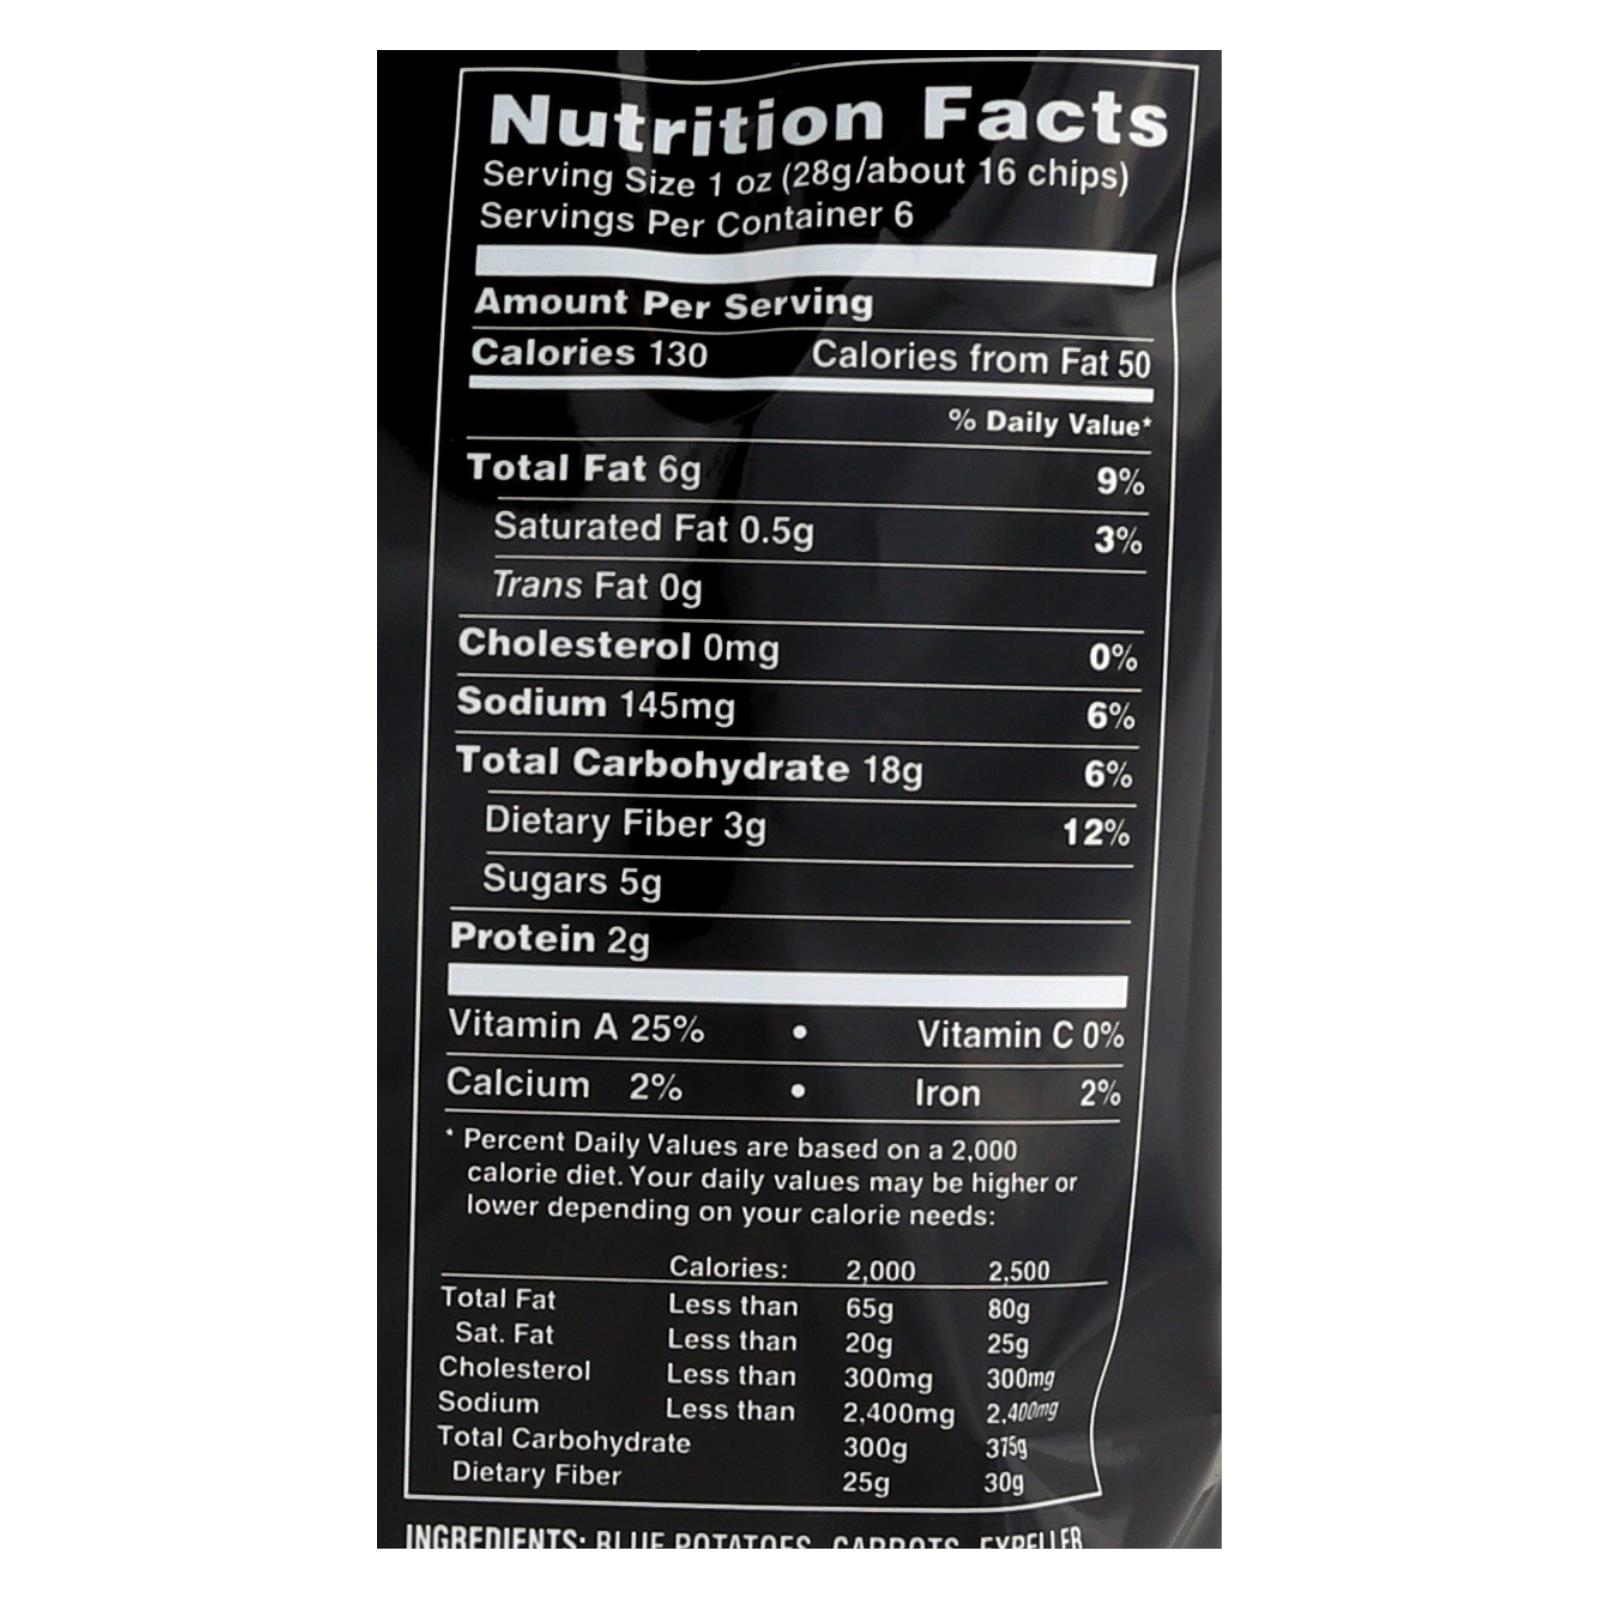 Nutrition Facts
Serving Size 1 oz (28g/about 16 chips)
Servings Per Container 6
Amount Per Serving
Calories 130 Calories from Fat 50
% Daily Value*
Total Fat 6g 9%
Saturated Fat 0.5g 3%
Trans Fat 0g
Cholesterol 0mg 0%
Sodium 145mg 6%
Total Carbohydrate 18g 6%
Dietary Fiber 3g 12%
Sugars 5g
Protein 2g
Vitamin A 25% • Vitamin C 0%
Calcium 2% • Iron 2%
* Percent Daily Values are based on a 2,000
calorie diet. Your daily values may be higher or
lower depending on your calorie needs:
Calories: 2,000 2,500
Total Fat Less than 65g 80g
Sat. Fat Less than 20g 25g
Cholesterol Less than 300mg 300mg
Sodium Less than 2,400mg 2,400mg
Total Carbohydrate 300g 375g
Dietary Fiber 25g 30g
INGREDIENTS: BLUE POTATOES, CARROTS, EXPELLER